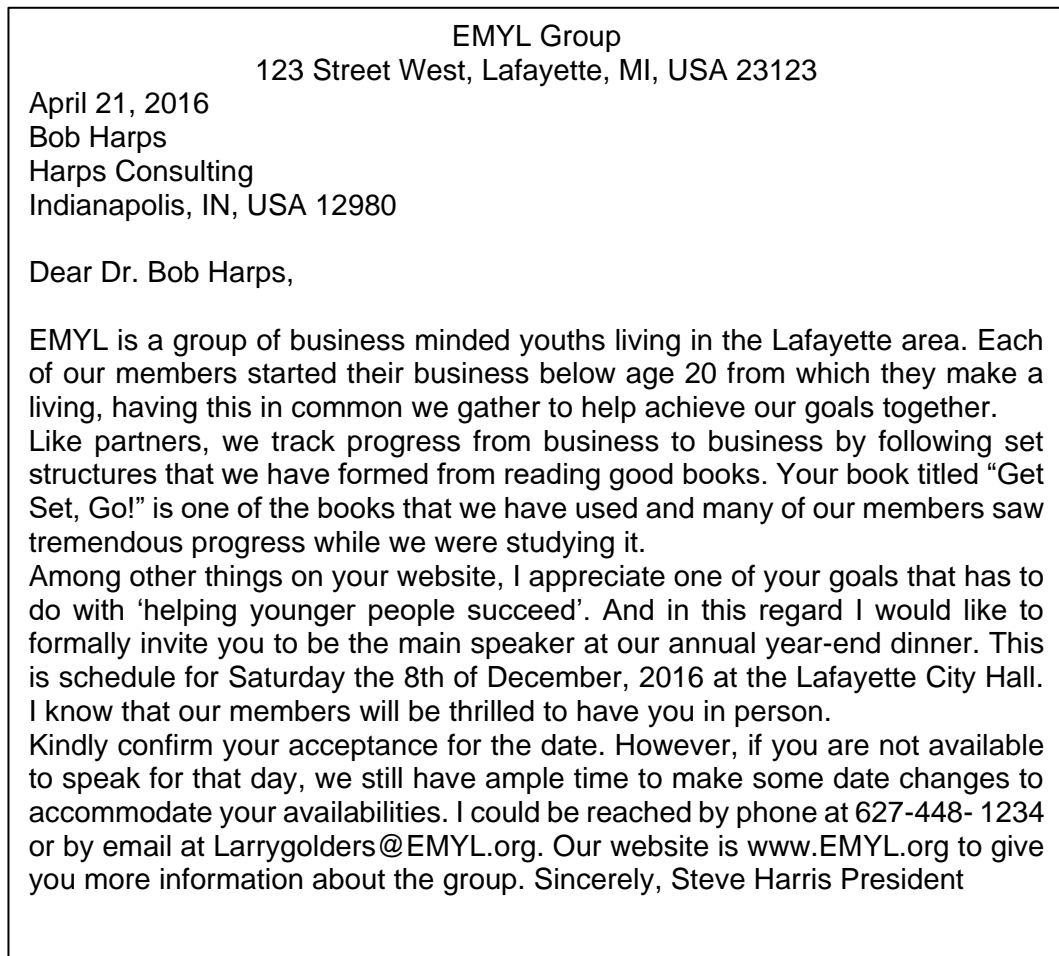 EMYL Group
123 Street West, Lafayette, MI, USA 23123
April 21, 2016
Bob Harps
Harps Consulting
Indianapolis, IN, USA 12980
Dear Dr. Bob Harps,
EMYL is a group of business minded youths living in the Lafayette area. Each
of our members started their business below age 20 from which they make a
living, having this in common we gather to help achieve our goals together.
Like partners, we track progress from business to business by following set
structures that we have formed from reading good books. Your book titled “Get
Set, Go!” is one of the books that we have used and many of our members saw
tremendous progress while we were studying it.
Among other things on your website, I appreciate one of your goals that has to
do with ‘helping younger people succeed’. And in this regard I would like to
formally invite you to be the main speaker at our annual year-end dinner. This
is schedule for Saturday the 8th of December, 2016 at the Lafayette City Hall.
I know that our members will be thrilled to have you in person.
Kindly confirm your acceptance for the date. However, if you are not available
to speak for that day, we still have ample time to make some date changes to
accommodate your availabilities. I could be reached by phone at 627-448- 1234
or by email at Larrygolders@EMYL.org. Our website is www.EMYL.org to give
you more information about the group. Sincerely, Steve Harris President